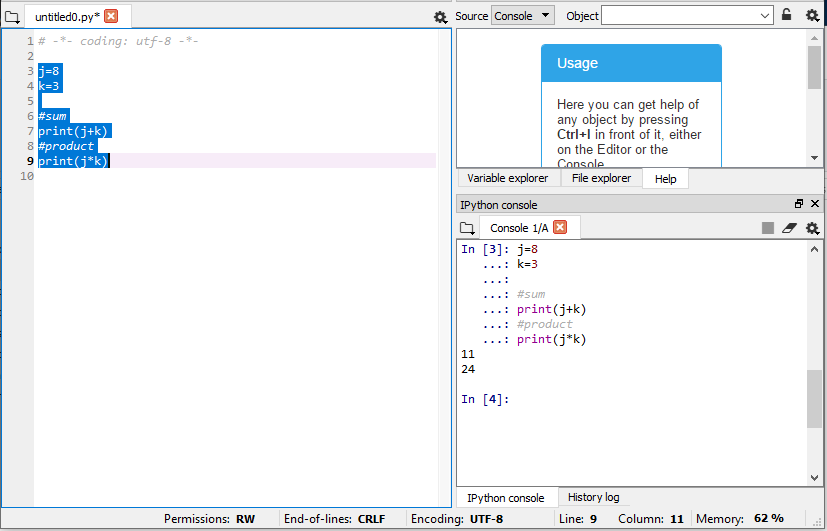 untitled0.py*
Source Console Object
1 # -*- coding: utf-8 -*-
2
3 j=8
4 k=3
5
6 #sum
7 print(j+k)
8 #product
9 print(j*k)
10
Usage
Here you can get help of
any object by pressing
Ctrl+I in front of it, either
on the Editor or the
Console.
Variable explorer File explorer Help
IPython console
Console 1/A
In [3]: j=8
...: k=3
...:
...: #sum
...: print(j+k)
...: #product
...: print(j*k)
11
24
In [4]:
IPython console History log
Permissions: RW End-of-lines: CRLF Encoding: UTF-8 Line: 9 Column: 11 Memory: 62 %